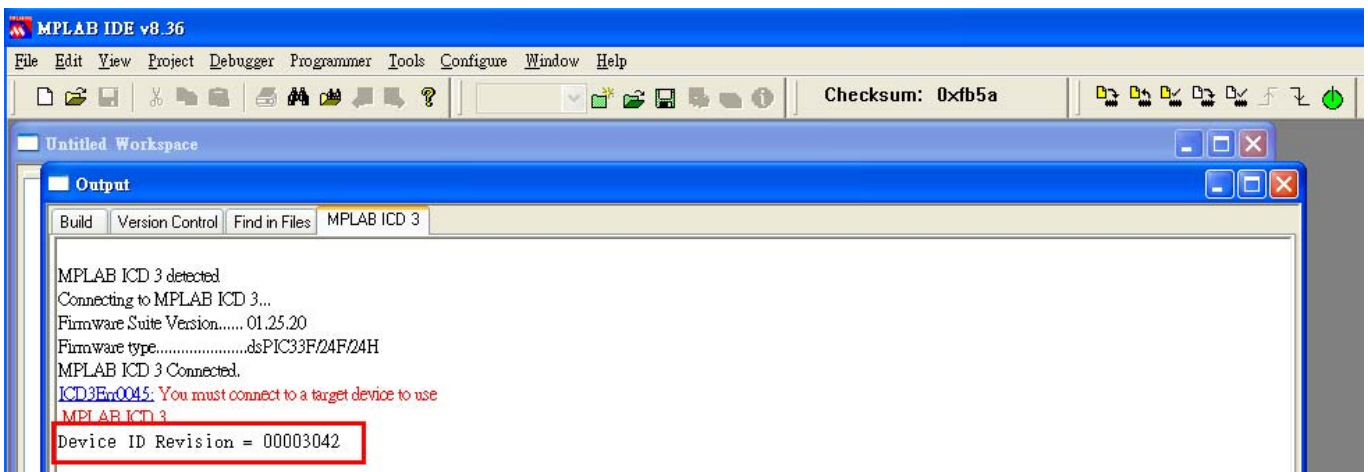 MPLAB IDE v8.36
File Edit View Project Debugger Programmer Tools Configure Window Help
Checksum: 0xfb5a
Untitled Workspace
Output
Build Version Control Find in Files MPLAB ICD 3
MPLAB ICD 3 detected
Connecting to MPLAB ICD 3...
Firmware Suite Version...... 01.25.20
Firmware type......................dsPIC33F/24F/24H
MPLAB ICD 3 Connected.
ICD3Err0045: You must connect to a target device to use
MPLAB ICD 3
Device ID Revision = 00003042